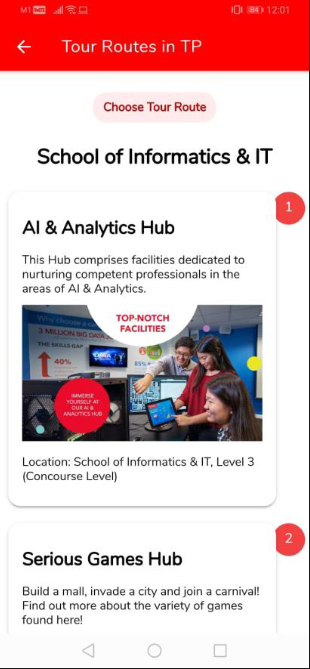 M1
12:01
Tour Routes in TP
Choose Tour Route
School of Informatics & IT
1
AI & Analytics Hub
This Hub comprises facilities dedicated to
nurturing competent professionals in the
areas of AI & Analytics.
TOP-NOTCH
FACILITIES
3 MILLION BIG DATA
THE SKILLS GAP
40%
IMMERSE
YOURSELF AT
OUR AI &
ANALYTICS HUB
Location: School of Informatics & IT, Level 3
(Concourse Level)
2
Serious Games Hub
Build a mall, invade a city and join a carnival!
Find out more about the variety of games
found here!